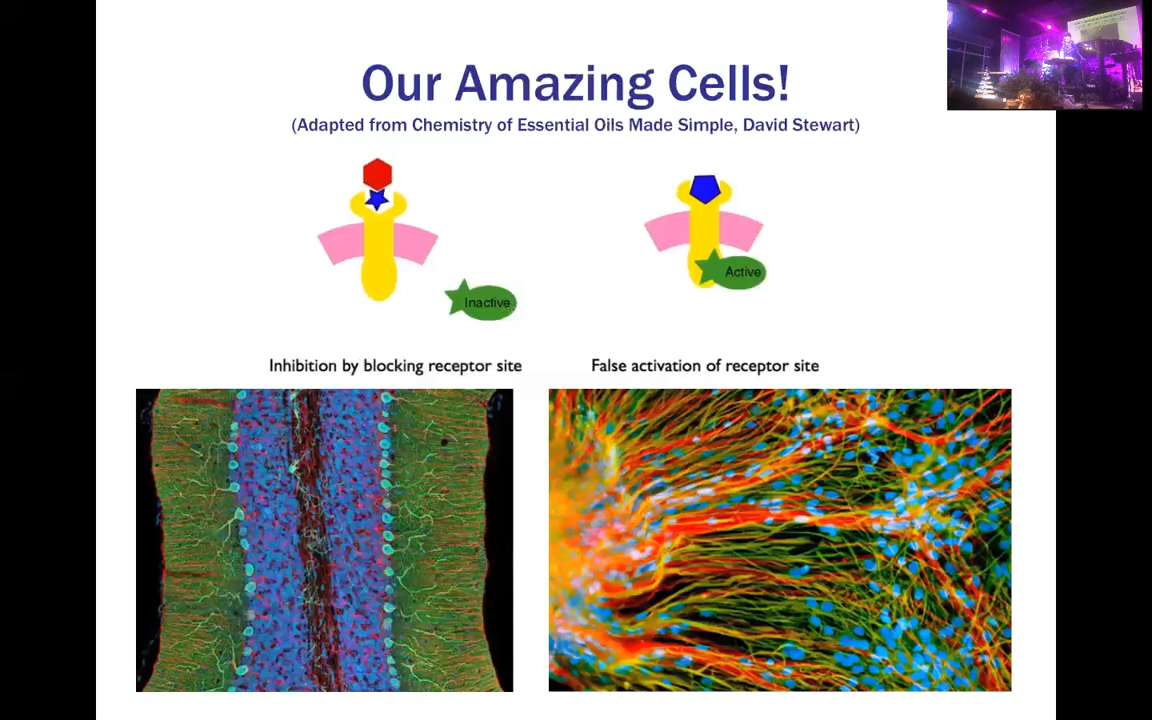 Our Amazing Cells!
(Adapted from Chemistry of Essential Oils Made Simple, David Stewart)
Active
Inactive
Inhibition by blocking receptor site
False activation of receptor site